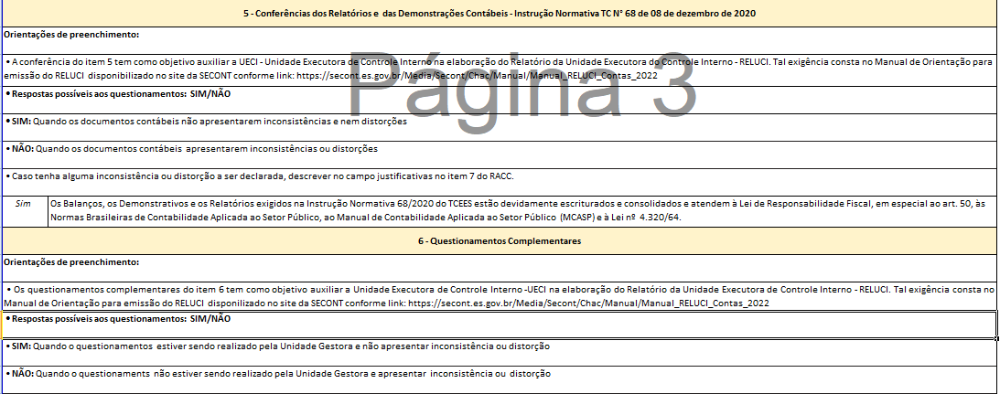 5 - Conferências dos Relatórios e das Demonstrações Contábeis - Instrução Normativa TC N° 68 de 08 de dezembro de 2020
Orientações de preenchimento:
• A conferência do item 5 tem como objetivo auxiliar a UECI - Unidade Executora de Controle Interno na elaboração do Relatório da Unidade Executora do Controle Interno - RELUCI. Tal exigência consta no Manual de Orientação para
emissão do RELUCI disponibilizado no site da SECONT conforme link: https://secont.es.gov.br/Media/Secont/Chac/Manual/Manual_RELUCI_Contas_2022
Página 3
• Respostas possíveis aos questionamentos: SIM/NÃO
• SIM: Quando os documentos contábeis não apresentarem inconsistências e nem distorções
• NÃO: Quando os documentos contábeis apresentarem inconsistências ou distorções
• Caso tenha alguma inconsistência ou distorção a ser declarada, descrever no campo justificativas no item 7 do RACC.
Sim
Os Balanços, os Demonstrativos e os Relatórios exigidos na Instrução Normativa 68/2020 do TCEES estão devidamente escriturados e consolidados e atendem à Lei de Responsabilidade Fiscal, em especial ao art. 50, às
Normas Brasileiras de Contabilidade Aplicada ao Setor Público, ao Manual de Contabilidade Aplicada ao Setor Público (MCASP) e à Lei nº 4.320/64.
6 - Questionamentos Complementares
Orientações de preenchimento:
• Os questionamentos complementares do item 6 tem como objetivo auxiliar a Unidade Executora de Controle Interno -UECI na elaboração do Relatório da Unidade Executora de Controle Interno - RELUCI. Tal exigência consta no
Manual de Orientação para emissão do RELUCI disponilizado no site da SECONT conforme link: https://secont.es.gov.br/Media/Secont/Chac/Manual/Manual_RELUCI_Contas_2022
• Respostas possíveis aos questionamentos: SIM/NÃO
• SIM: Quando o questionamentos estiver sendo realizado pela Unidade Gestora e não apresentar inconsistência ou distorção
• NÃO: Quando o questionaments não estiver sendo realizado pela Unidade Gestora e apresentar inconsistência ou distorção